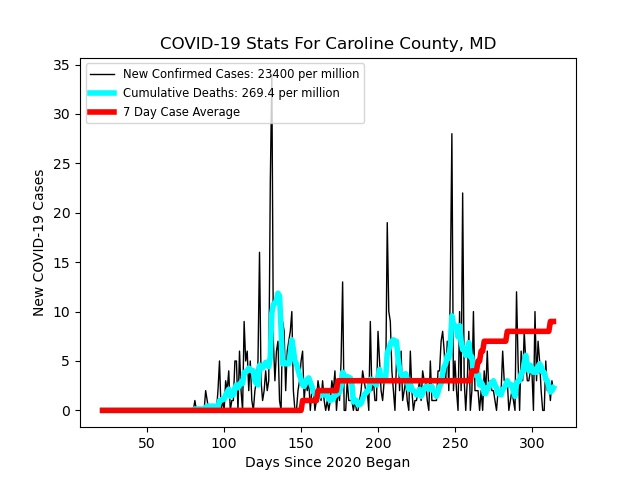 COVID-19 Stats For Caroline County, MD
New Confirmed Cases: 23400 per million
Cumulative Deaths: 269.4 per million
7 Day Case Average
New COVID-19 Cases
35
30
25
20
15
10
5
0
50 100 150 200 250 300
Days Since 2020 Began